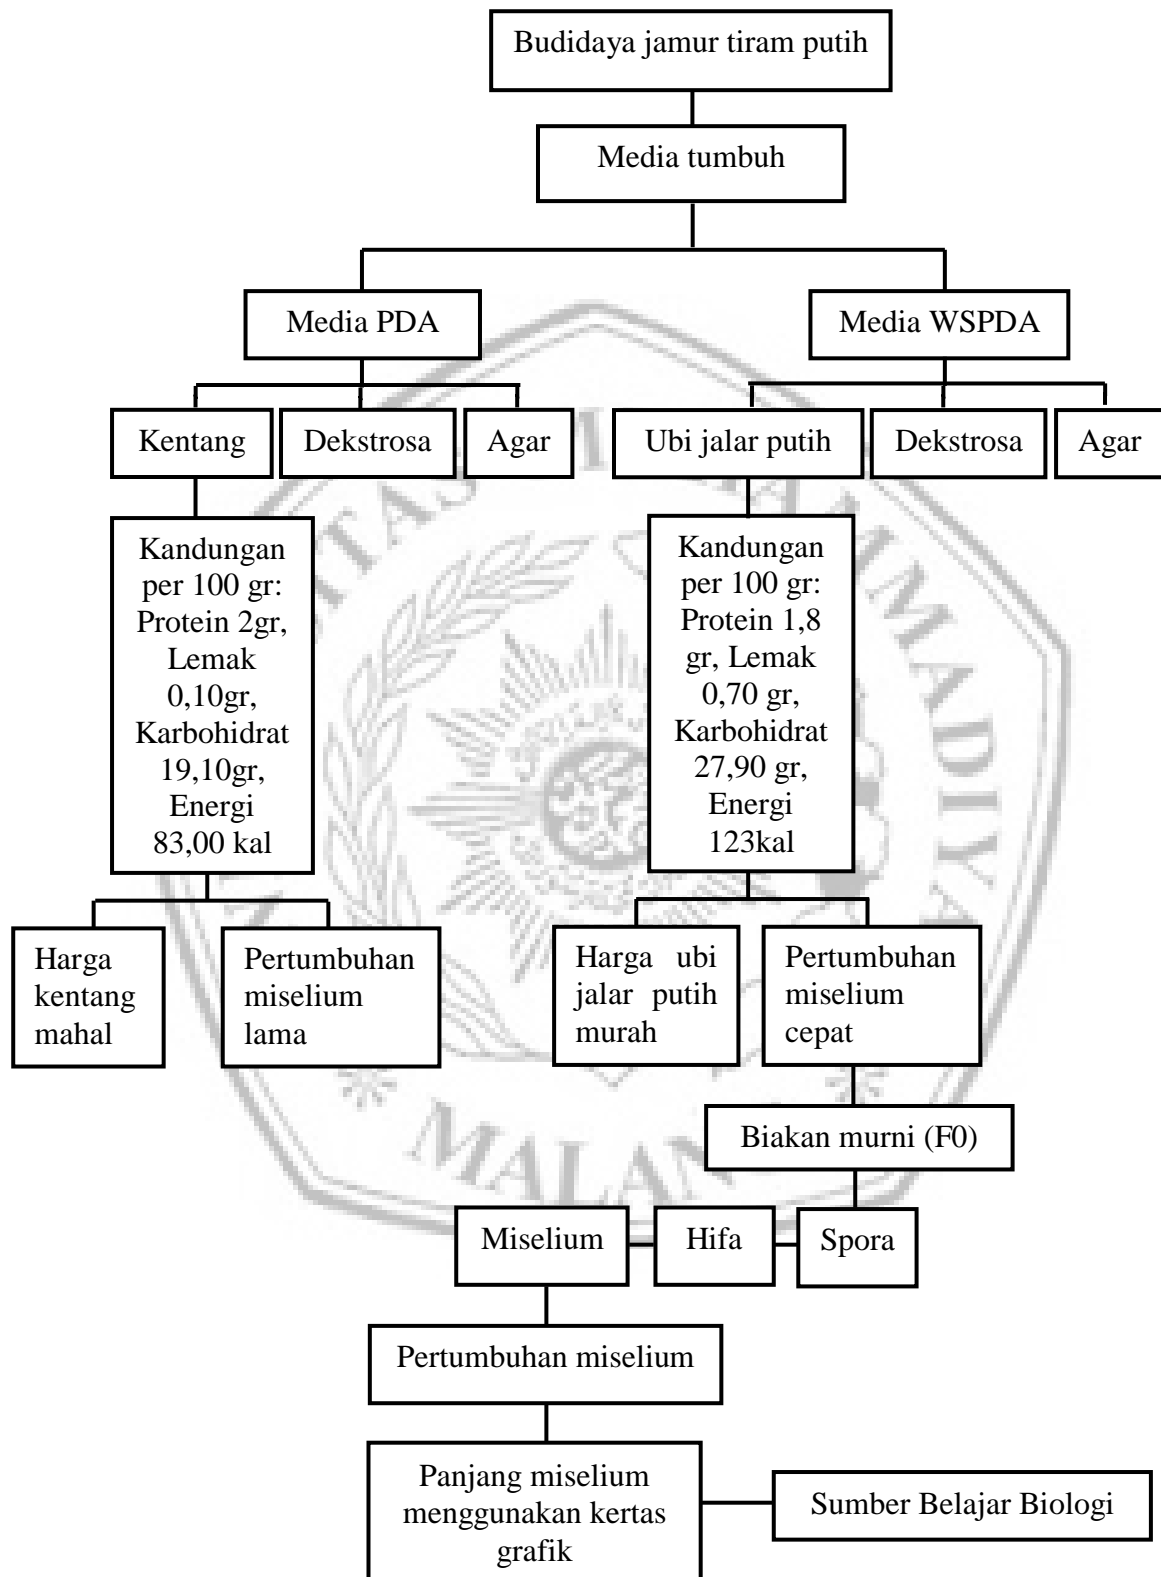 Budidaya jamur tiram putih
Media tumbuh
Media PDA
Media WSPDA
Kentang
Dekstrosa
Agar
Ubi jalar putih
Dekstrosa
Agar
Kandungan
per 100 gr:
Protein 2gr,
Lemak
0,10gr,
Karbohidrat
19,10gr,
Energi
83,00 kal
Kandungan
per 100 gr:
Protein 1,8
gr, Lemak
0,70 gr,
Karbohidrat
27,90 gr,
Energi
123kal
Harga
kentang
mahal
Pertumbuhan
miselium
lama
Harga ubi
jalar putih
murah
Pertumbuhan
miselium
cepat
Biakan murni (F0)
Miselium
Hifa
Spora
Pertumbuhan miselium
Panjang miselium
menggunakan kertas
grafik
Sumber Belajar Biologi